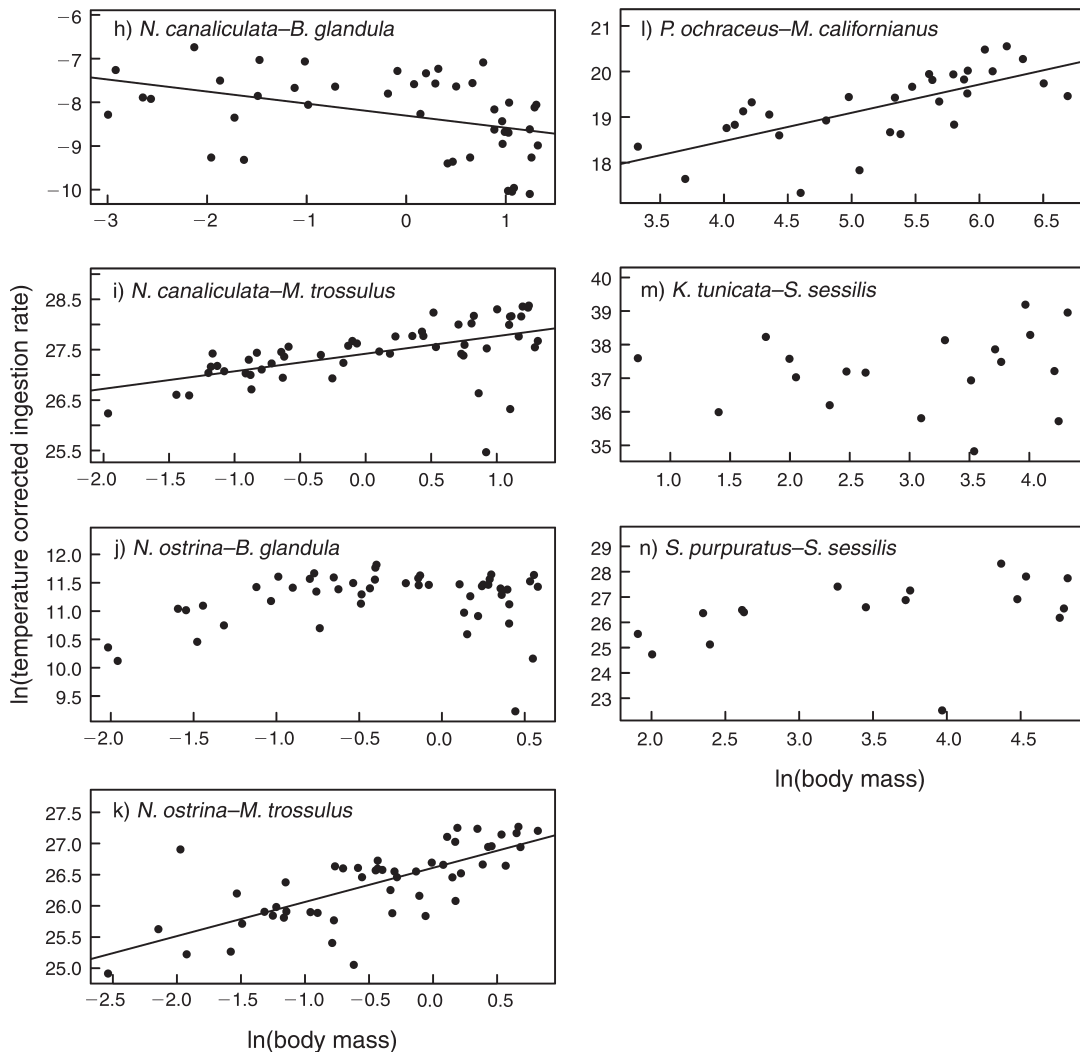 ln(temperature corrected ingestion rate)
h) N. canaliculata–B. glandula
−6
−7
−8
−9
−10
−3 −2 −1 0 1
l) P. ochraceus–M. californianus
21
20
19
18
3.5 4.0 4.5 5.0 5.5 6.0 6.5
i) N. canaliculata–M. trossulus
28.5
27.5
26.5
25.5
−2.0 −1.5 −1.0 −0.5 0.0 0.5 1.0
m) K. tunicata–S. sessilis
40
39
38
37
36
35
1.0 1.5 2.0 2.5 3.0 3.5 4.0
j) N. ostrina–B. glandula
12.0
11.5
11.0
10.5
10.0
9.5
−2.0 −1.5 −1.0 −0.5 0.0 0.5
n) S. purpuratus–S. sessilis
29
28
27
26
25
24
23
2.0 2.5 3.0 3.5 4.0 4.5
ln(body mass)
k) N. ostrina–M. trossulus
27.5
27.0
26.5
26.0
25.5
25.0
−2.5 −2.0 −1.5 −1.0 −0.5 0.0 0.5
ln(body mass)